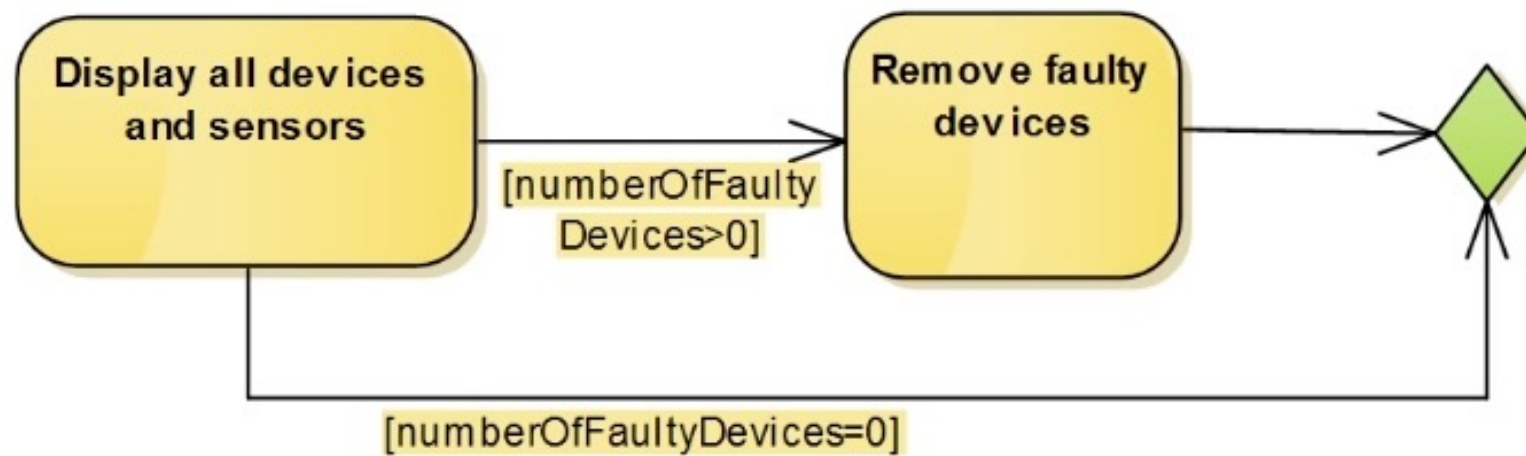 Display all devices
and sensors
Remove faulty
devices
[numberOfFaulty
Devices>0]
[numberOfFaultyDevices=0]